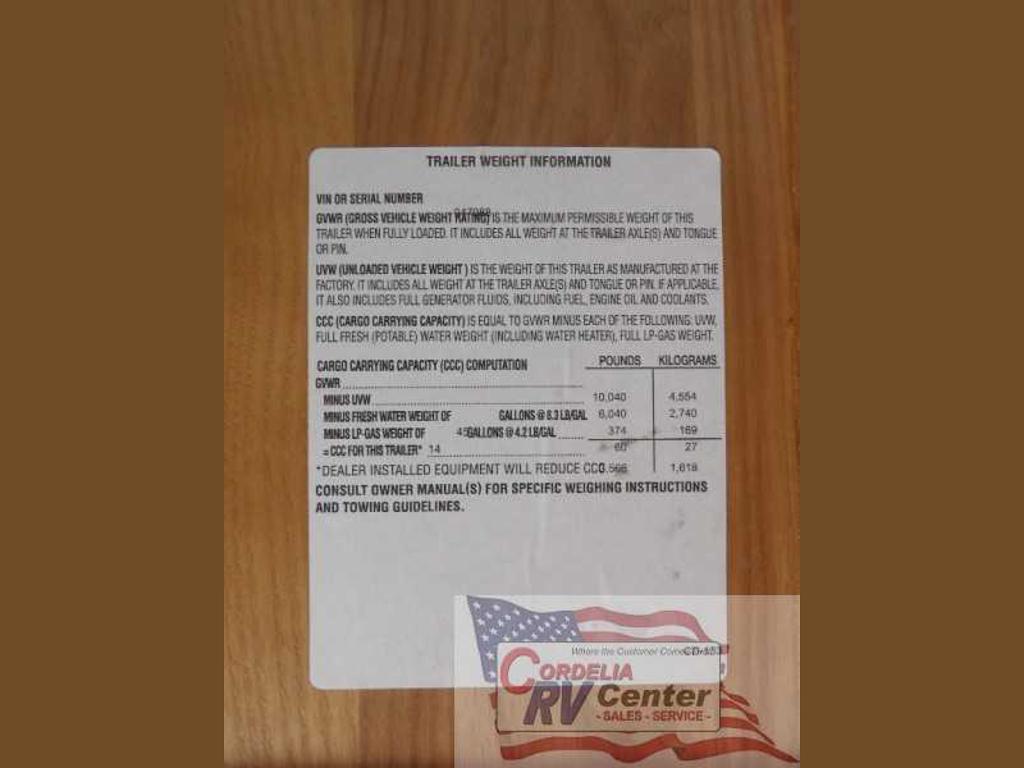 TRAILER WEIGHT INFORMATION
VIN OR SERIAL NUMBER
GVWR (GROSS VEHICLE WEIGHT RATING) IS THE MAXIMUM PERMISSIBLE WEIGHT OF THIS
TRAILER WHEN FULLY LOADED. IT INCLUDES ALL WEIGHT AT THE TRAILER AXLE(S) AND TONGUE
OR PIN.
UVW (UNLOADED VEHICLE WEIGHT) IS THE WEIGHT OF THIS TRAILER AS MANUFACTURED AT THE
FACTORY. IT INCLUDES ALL WEIGHT AT THE TRAILER AXLE(S) AND TONGUE OR PIN. IF APPLICABLE,
IT ALSO INCLUDES FULL GENERATOR FLUIDS, INCLUDING FUEL, ENGINE OIL AND COOLANTS.
CCC (CARGO CARRYING CAPACITY) IS EQUAL TO GVWR MINUS EACH OF THE FOLLOWING: UVW,
FULL FRESH (POTABLE) WATER WEIGHT (INCLUDING WATER HEATER), FULL LP-GAS WEIGHT.
CARGO CARRYING CAPACITY (CCC) COMPUTATION POUNDS KILOGRAMS
GVWR
MINUS UVW 10,040 4,554
MINUS FRESH WATER WEIGHT OF GALLONS @ 8.3 LB/GAL 6,040 2,740
MINUS LP-GAS WEIGHT OF 45 GALLONS @ 4.2 LB/GAL 374 169
= CCC FOR THIS TRAILER* 14 60 27
*DEALER INSTALLED EQUIPMENT WILL REDUCE CCC 1,618
CONSULT OWNER MANUAL(S) FOR SPECIFIC WEIGHING INSTRUCTIONS
AND TOWING GUIDELINES.
Where the Customer
CORDELIA
RV Center
- SALES - SERVICE -